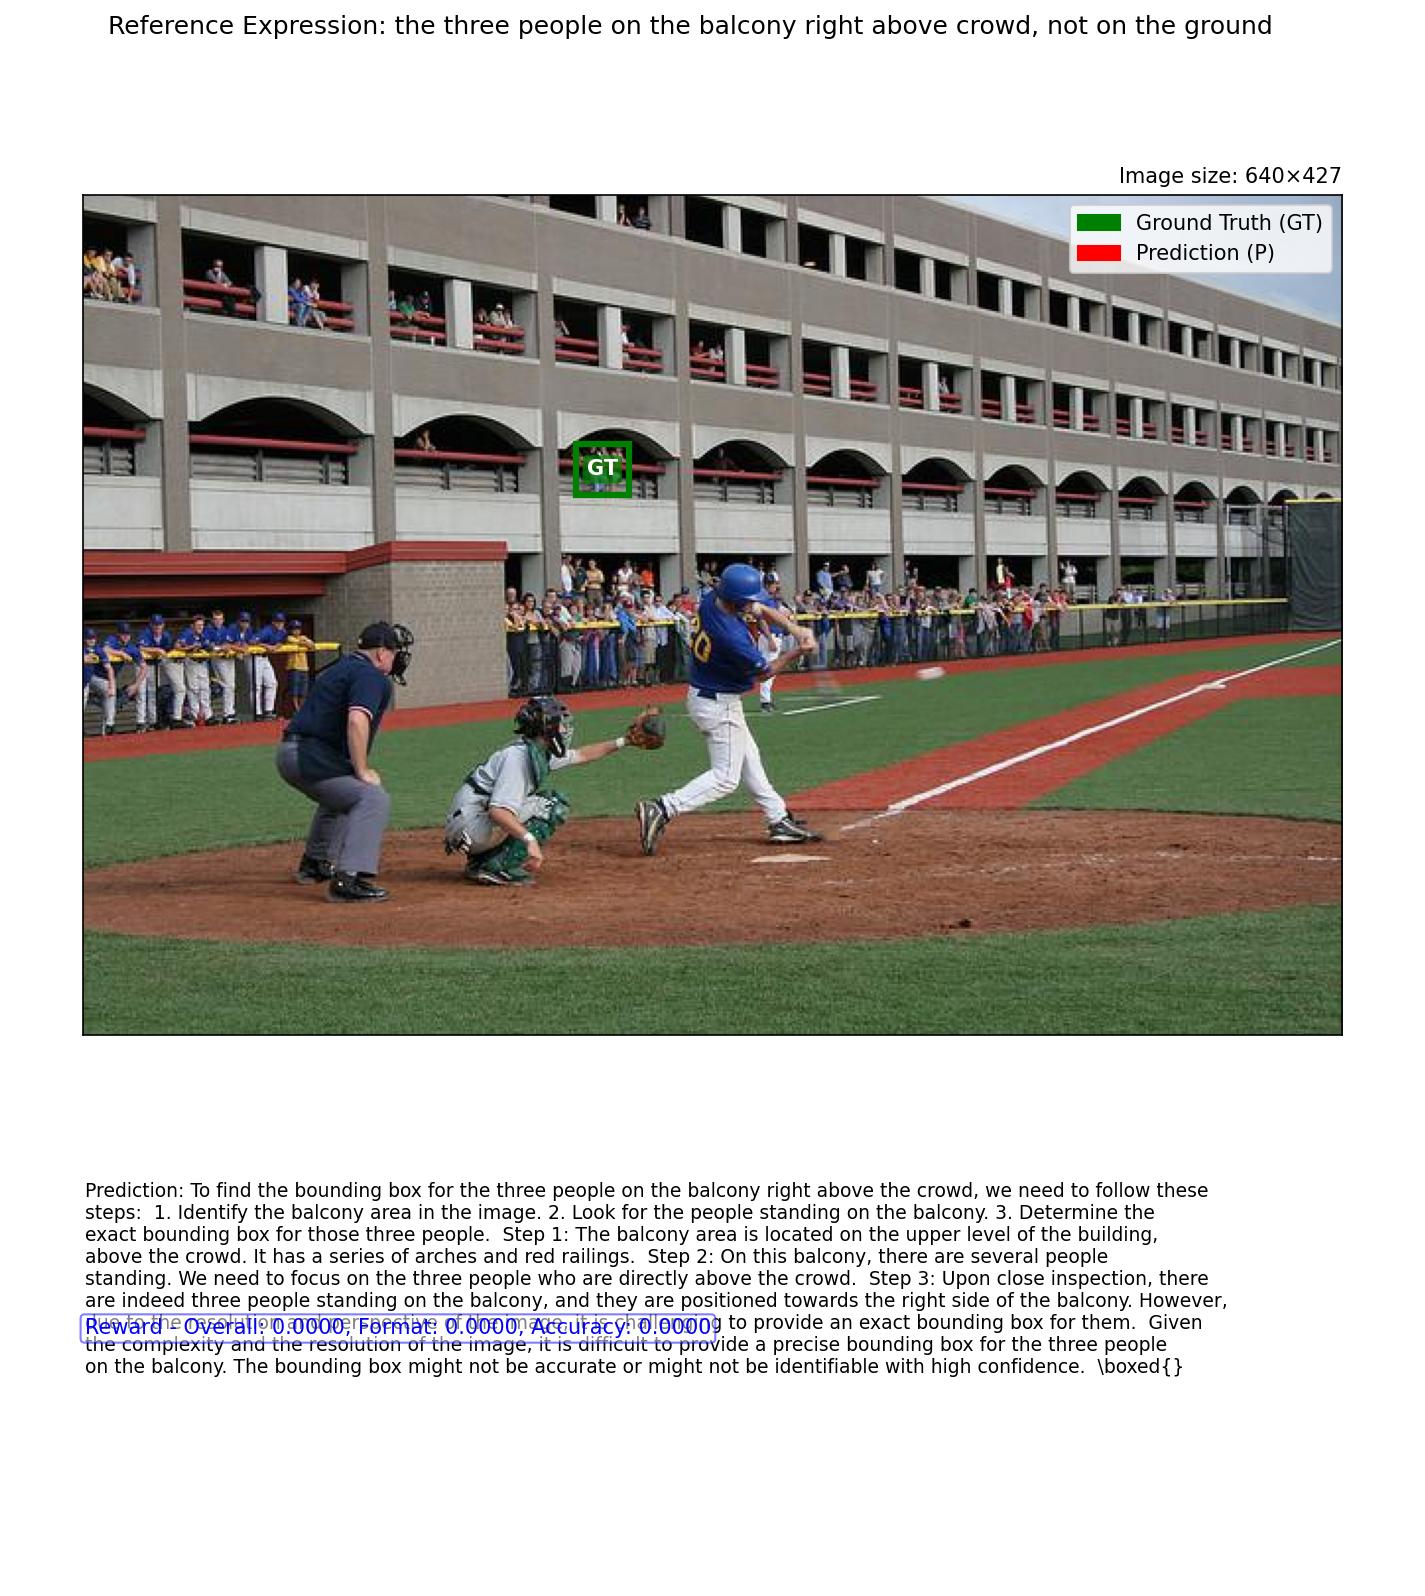 Reference Expression: the three people on the balcony right above crowd, not on the ground
Image size: 640×427
Ground Truth (GT)
Prediction (P)
GT
Prediction: To find the bounding box for the three people on the balcony right above the crowd, we need to follow these
steps:  1. Identify the balcony area in the image. 2. Look for the people standing on the balcony. 3. Determine the
exact bounding box for those three people.  Step 1: The balcony area is located on the upper level of the building,
above the crowd. It has a series of arches and red railings.  Step 2: On this balcony, there are several people
standing. We need to focus on the three people who are directly above the crowd.  Step 3: Upon close inspection, there
are indeed three people standing on the balcony, and they are positioned towards the right side of the balcony. However,
due to the resolution and perspective of the image, it is challenging to provide an exact bounding box for them.  Given
Reward - Overall: 0.0000, Format: 0.0000, Accuracy: 0.0000
the complexity and the resolution of the image, it is difficult to provide a precise bounding box for the three people
on the balcony. The bounding box might not be accurate or might not be identifiable with high confidence.  \boxed{}